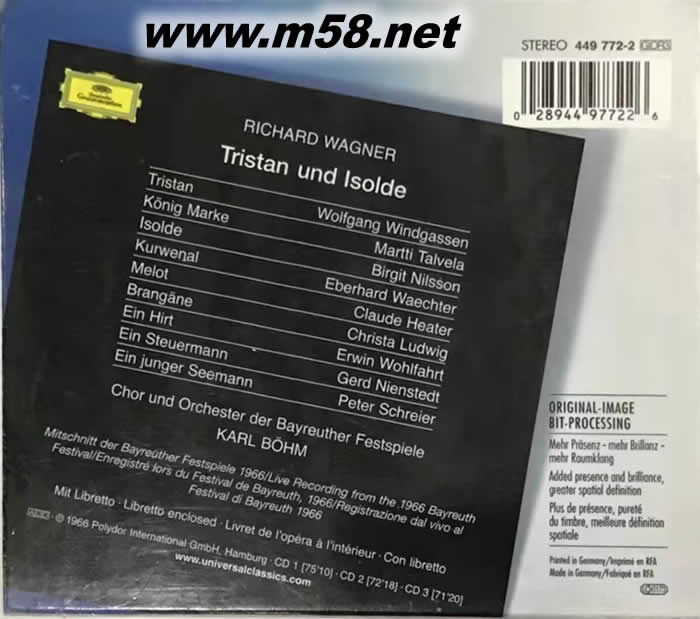 www.m58.net
STEREO 449 772-2 GOR3
Deutsche
Grammophon
0 28944 97722 6
RICHARD WAGNER
Tristan und Isolde
Tristan Wolfgang Windgassen
König Marke Martti Talvela
Isolde Birgit Nilsson
Kurwenal Eberhard Waechter
Melot Claude Heater
Brangäne Christa Ludwig
Ein Hirt Erwin Wohlfahrt
Ein Steuermann Gerd Nienstedt
Ein junger Seemann Peter Schreier
Chor und Orchester der Bayreuther Festspiele
KARL BÖHM
Mitschnitt der Bayreuther Festspiele 1966/Live Recording from the 1966 Bayreuth
Festival/Enregistré lors du Festival de Bayreuth, 1966/Registrazione dal vivo al
Festival di Bayreuth 1966
Mit Libretto · Libretto enclosed · Livret de l'opéra à l'intérieur · Con libretto
℗ 1966 Polydor International GmbH, Hamburg · CD 1 [75'10] · CD 2 [72'18] · CD 3 [71'20]
www.universalclassics.com
ORIGINAL-IMAGE
BIT-PROCESSING
Mehr Präsenz – mehr Brillanz –
mehr Raumklang
Added presence and brilliance,
greater spatial definition
Plus de présence, pureté
du timbre, meilleure définition
spatiale
Printed in Germany/Imprimé en RFA
Made in Germany/Fabriqué en RFA